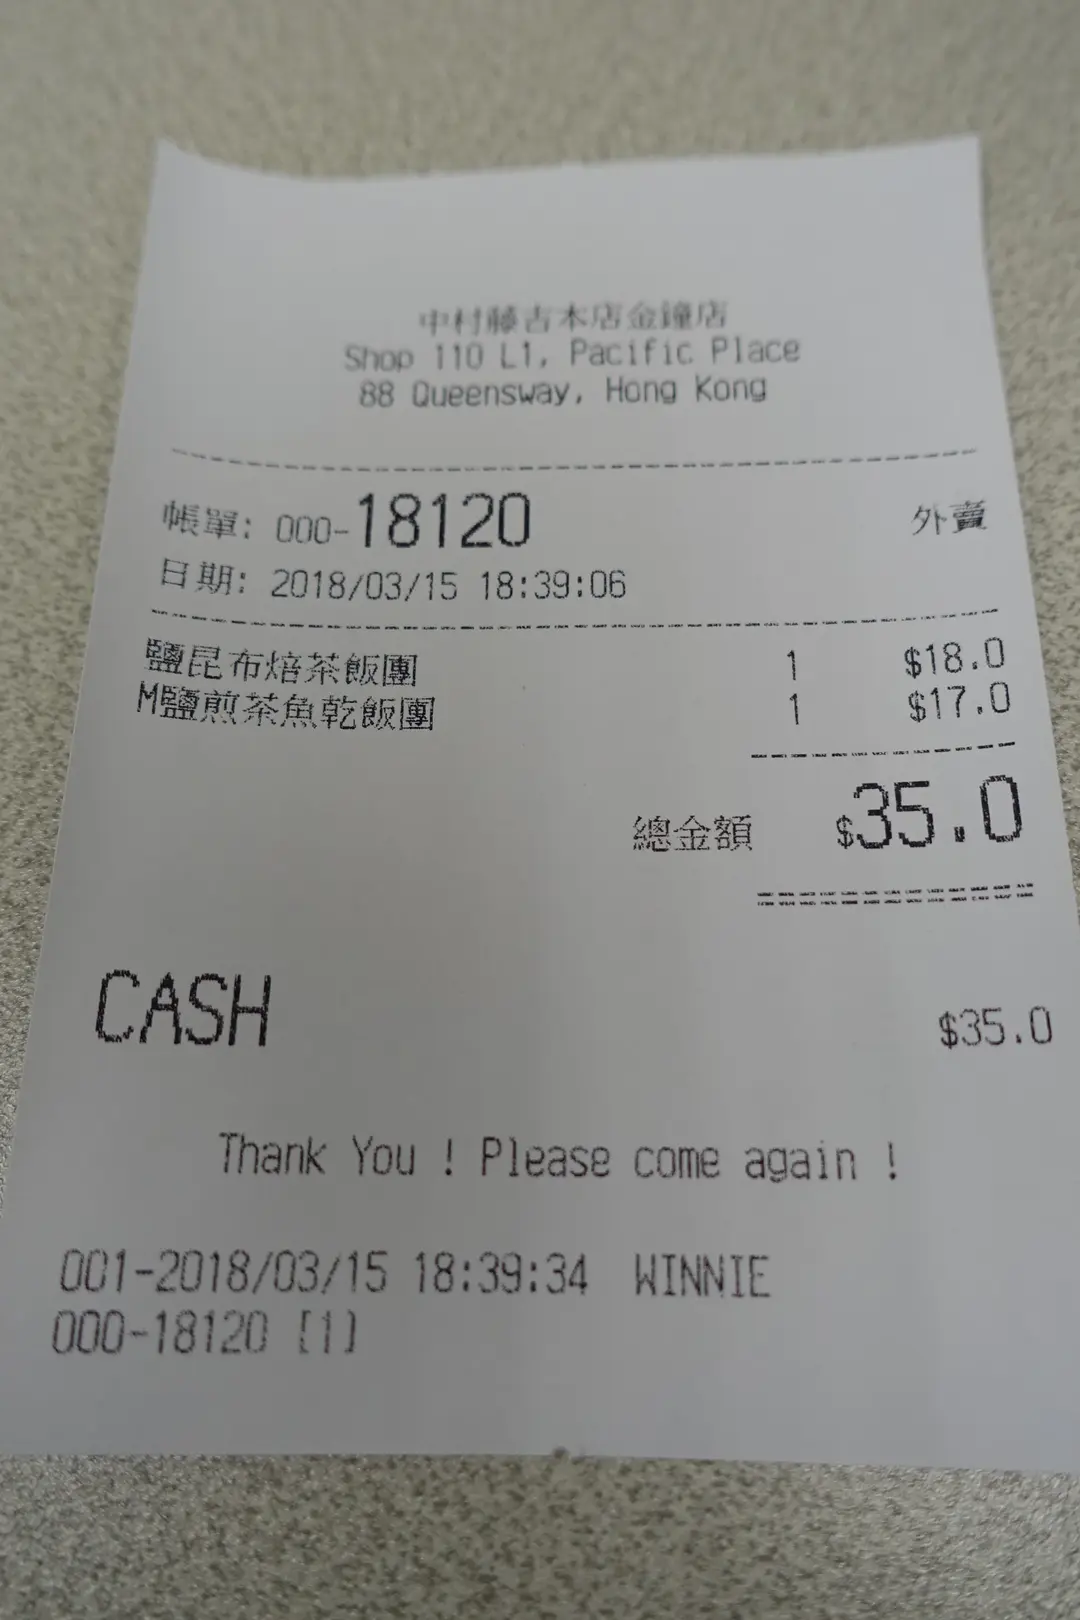 中村藤吉本店金鐘店
Shop 110 L1, Pacific Place
88 Queensway, Hong Kong
帳單: 000-18120 外賣
日期: 2018/03/15 18:39:06
鹽昆布焙茶飯團 1 $18.0
M鹽煎茶魚乾飯團 1 $17.0
總金額 $35.0
CASH $35.0
Thank You ! Please come again !
001-2018/03/15 18:39:34 WINNIE
000-18120 [1]